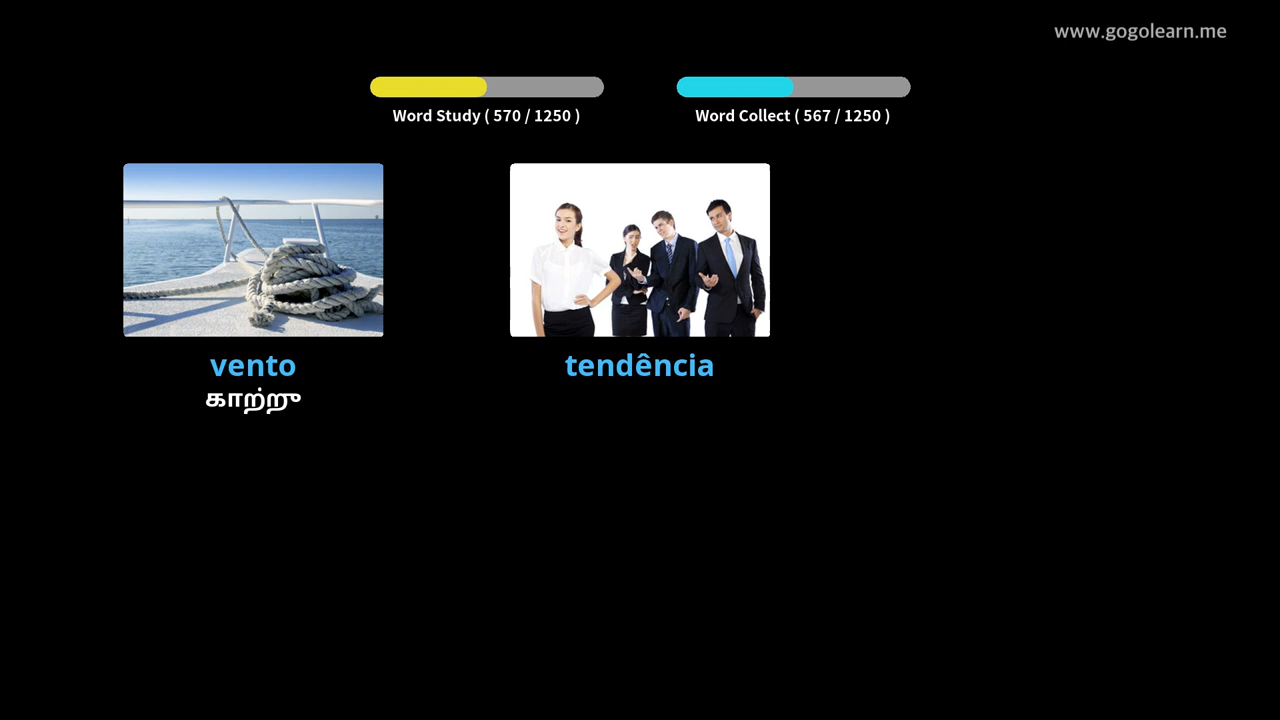 www.gogolearn.me
Word Study ( 570 / 1250 )
Word Collect ( 567 / 1250 )
vento
காற்று
tendência